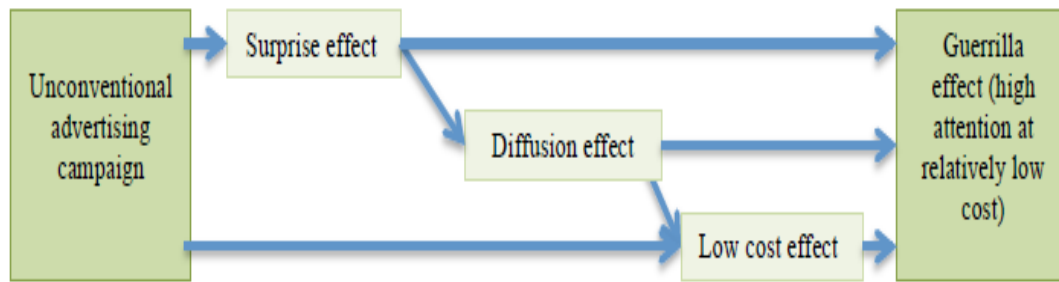 Unconventional
advertising
campaign
Surprise effect
Diffusion effect
Low cost effect
Guerrilla
effect (high
attention at
relatively low
cost)